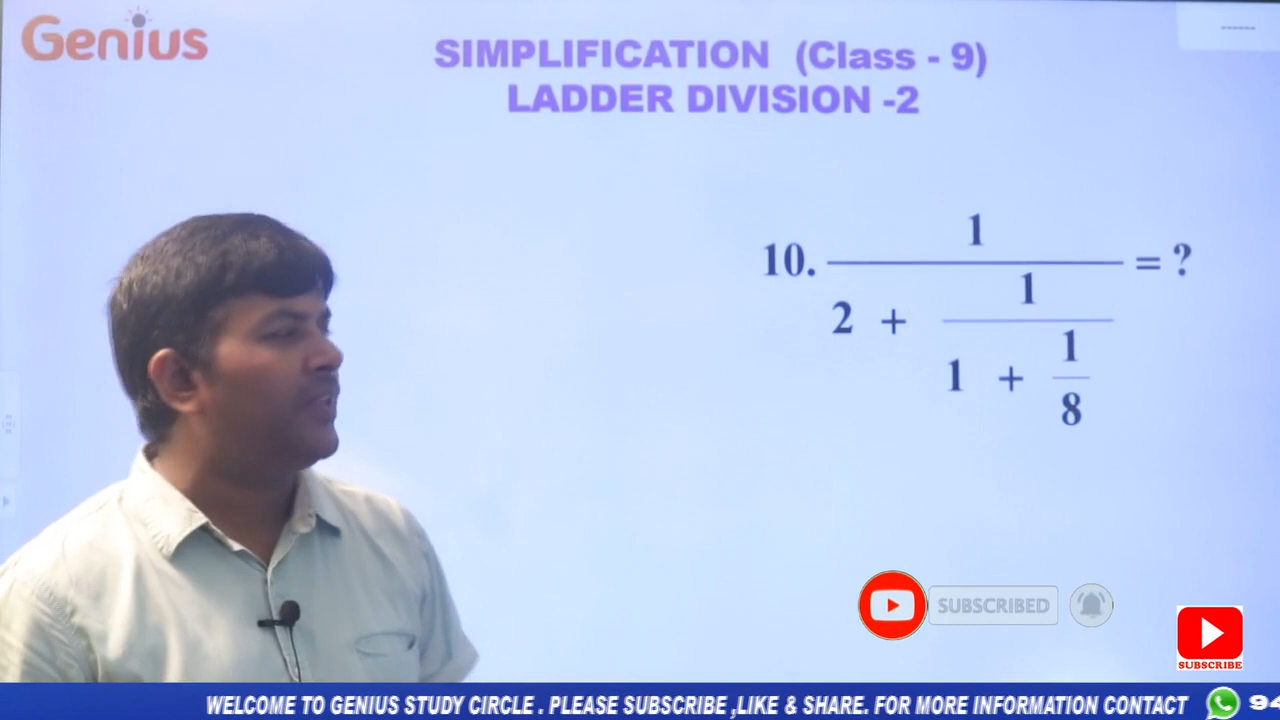 Genius
SIMPLIFICATION (Class - 9)
LADDER DIVISION -2
1
10. = ?
1
2 +
1
1 +
8
SUBSCRIBED
SUBSCRIBE
WELCOME TO GENIUS STUDY CIRCLE . PLEASE SUBSCRIBE ,LIKE & SHARE. FOR MORE INFORMATION CONTACT 94